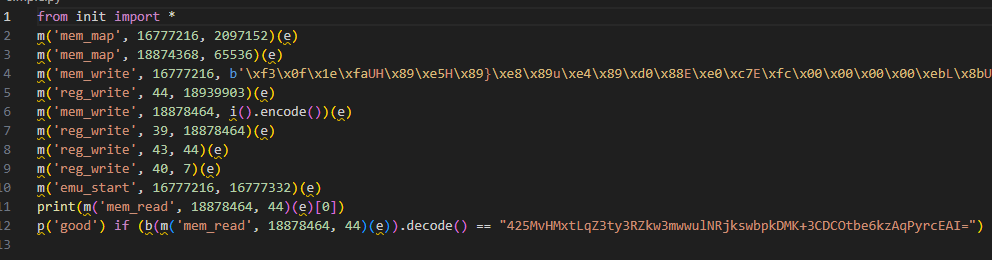 1 from init import *
2 m('mem_map', 16777216, 2097152)(e)
3 m('mem_map', 18874368, 65536)(e)
4 m('mem_write', 16777216, b'\xf3\x0f\x1e\xfaUH\x89\xe5H\x89}\xe8\x89u\xe4\x89\xd0\x88E\xe0\xc7E\xfc\x00\x00\x00\x00\xebL\x8bU
5 m('reg_write', 44, 18939903)(e)
6 m('mem_write', 18878464, i().encode())(e)
7 m('reg_write', 39, 18878464)(e)
8 m('reg_write', 43, 44)(e)
9 m('reg_write', 40, 7)(e)
10 m('emu_start', 16777216, 16777332)(e)
11 print(m('mem_read', 18878464, 44)(e)[0])
12 p('good') if (b(m('mem_read', 18878464, 44)(e)).decode() == "425MvHMxtLqZ3ty3RZkw3mwwulNRjkswbpkDMK+3CDCOtbe6kzAqPyrcEAI=")
13